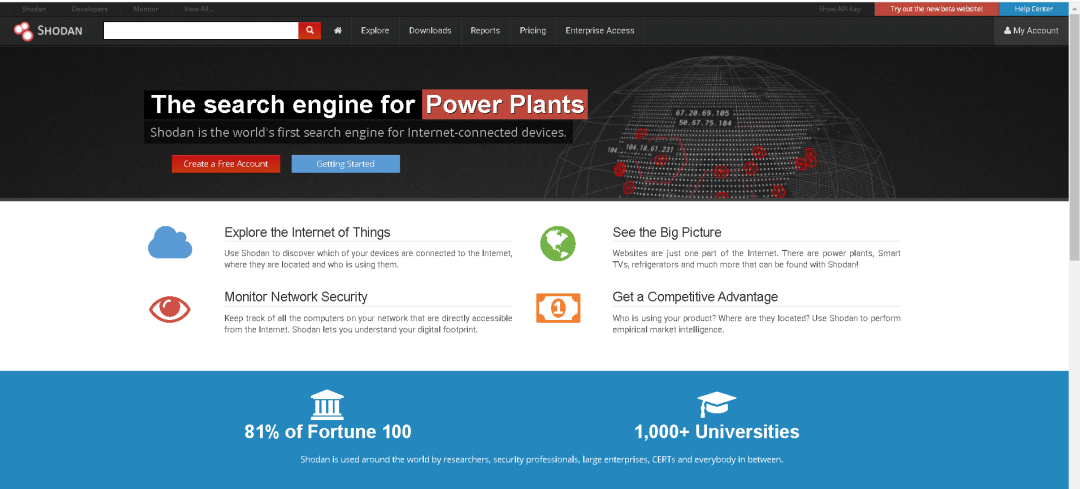 Shodan Developers Monitor View All...
Show API Key Try out the new beta website! Help Center
SHODAN Explore Downloads Reports Pricing Enterprise Access My Account
The search engine for Power Plants
Shodan is the world's first search engine for Internet-connected devices.
Create a Free Account Getting Started
67.20.69.105
50.67.75.184
104. 104.18.61.231
Explore the Internet of Things
Use Shodan to discover which of your devices are connected to the Internet,
where they are located and who is using them.
See the Big Picture
Websites are just one part of the Internet. There are power plants, Smart
TVs, refrigerators and much more that can be found with Shodan!
Monitor Network Security
Keep track of all the computers on your network that are directly accessible
from the Internet. Shodan lets you understand your digital footprint.
1
Get a Competitive Advantage
Who is using your product? Where are they located? Use Shodan to perform
empirical market intelligence.
81% of Fortune 100
1,000+ Universities
Shodan is used around the world by researchers, security professionals, large enterprises, CERTs and everybody in between.